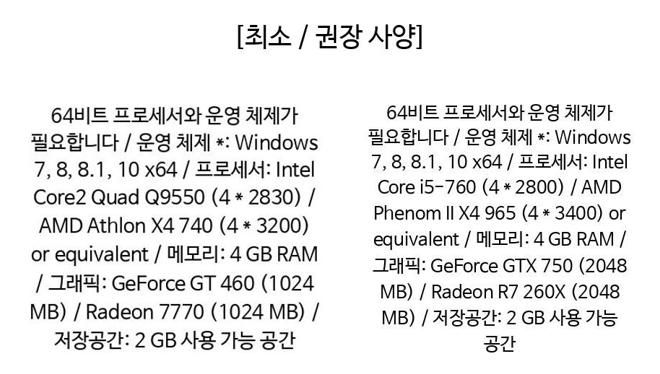 [최소 / 권장 사양]
64비트 프로세서와 운영 체제가
필요합니다 / 운영 체제 *: Windows
7, 8, 8.1, 10 x64 / 프로세서: Intel
Core2 Quad Q9550 (4 * 2830) /
AMD Athlon X4 740 (4 * 3200)
or equivalent / 메모리: 4 GB RAM
/ 그래픽: GeForce GT 460 (1024
MB) / Radeon 7770 (1024 MB) /
저장공간: 2 GB 사용 가능 공간
64비트 프로세서와 운영 체제가
필요합니다 / 운영 체제 *: Windows
7, 8, 8.1, 10 x64 / 프로세서: Intel
Core i5-760 (4 * 2800) / AMD
Phenom II X4 965 (4 * 3400) or
equivalent / 메모리: 4 GB RAM /
그래픽: GeForce GTX 750 (2048
MB) / Radeon R7 260X (2048
MB) / 저장공간: 2 GB 사용 가능
공간